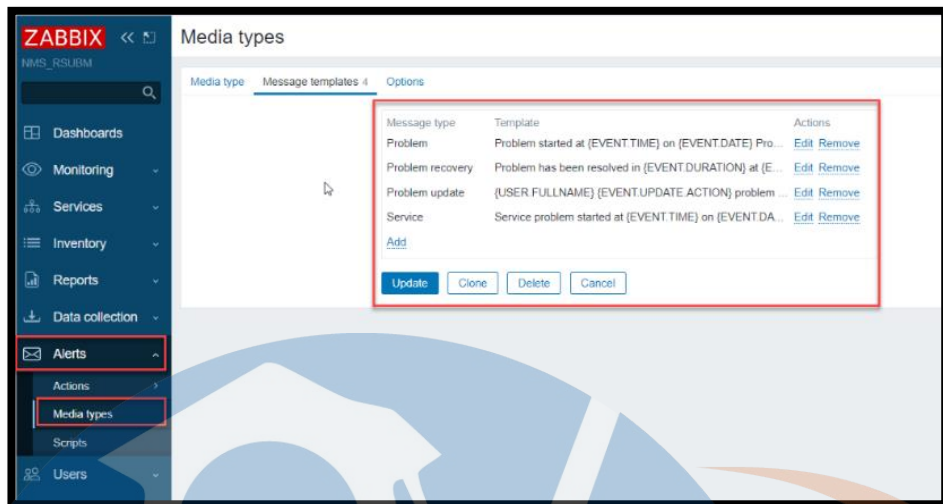 ZABBIX
Media types
NMS_RSUBM
Media type Message templates 4 Options
Message type Template Actions
Problem Problem started at {EVENT.TIME} on {EVENT.DATE} Pro... Edit Remove
Problem recovery Problem has been resolved in {EVENT.DURATION} at {E... Edit Remove
Problem update {USER.FULLNAME} {EVENT.UPDATE.ACTION} problem ... Edit Remove
Service Service problem started at {EVENT.TIME} on {EVENT.DA... Edit Remove
Add
Update Clone Delete Cancel
Dashboards
Monitoring
Services
Inventory
Reports
Data collection
Alerts
Actions
Media types
Scripts
Users